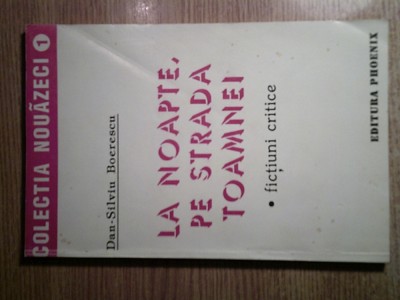 COLECTIA NOUĂZECI 1
Dan-Silviu Boerescu
LA NOAPTE,
PE STRADA
TOAMNEI
• ficțiuni critice
EDITURA PHOENIX